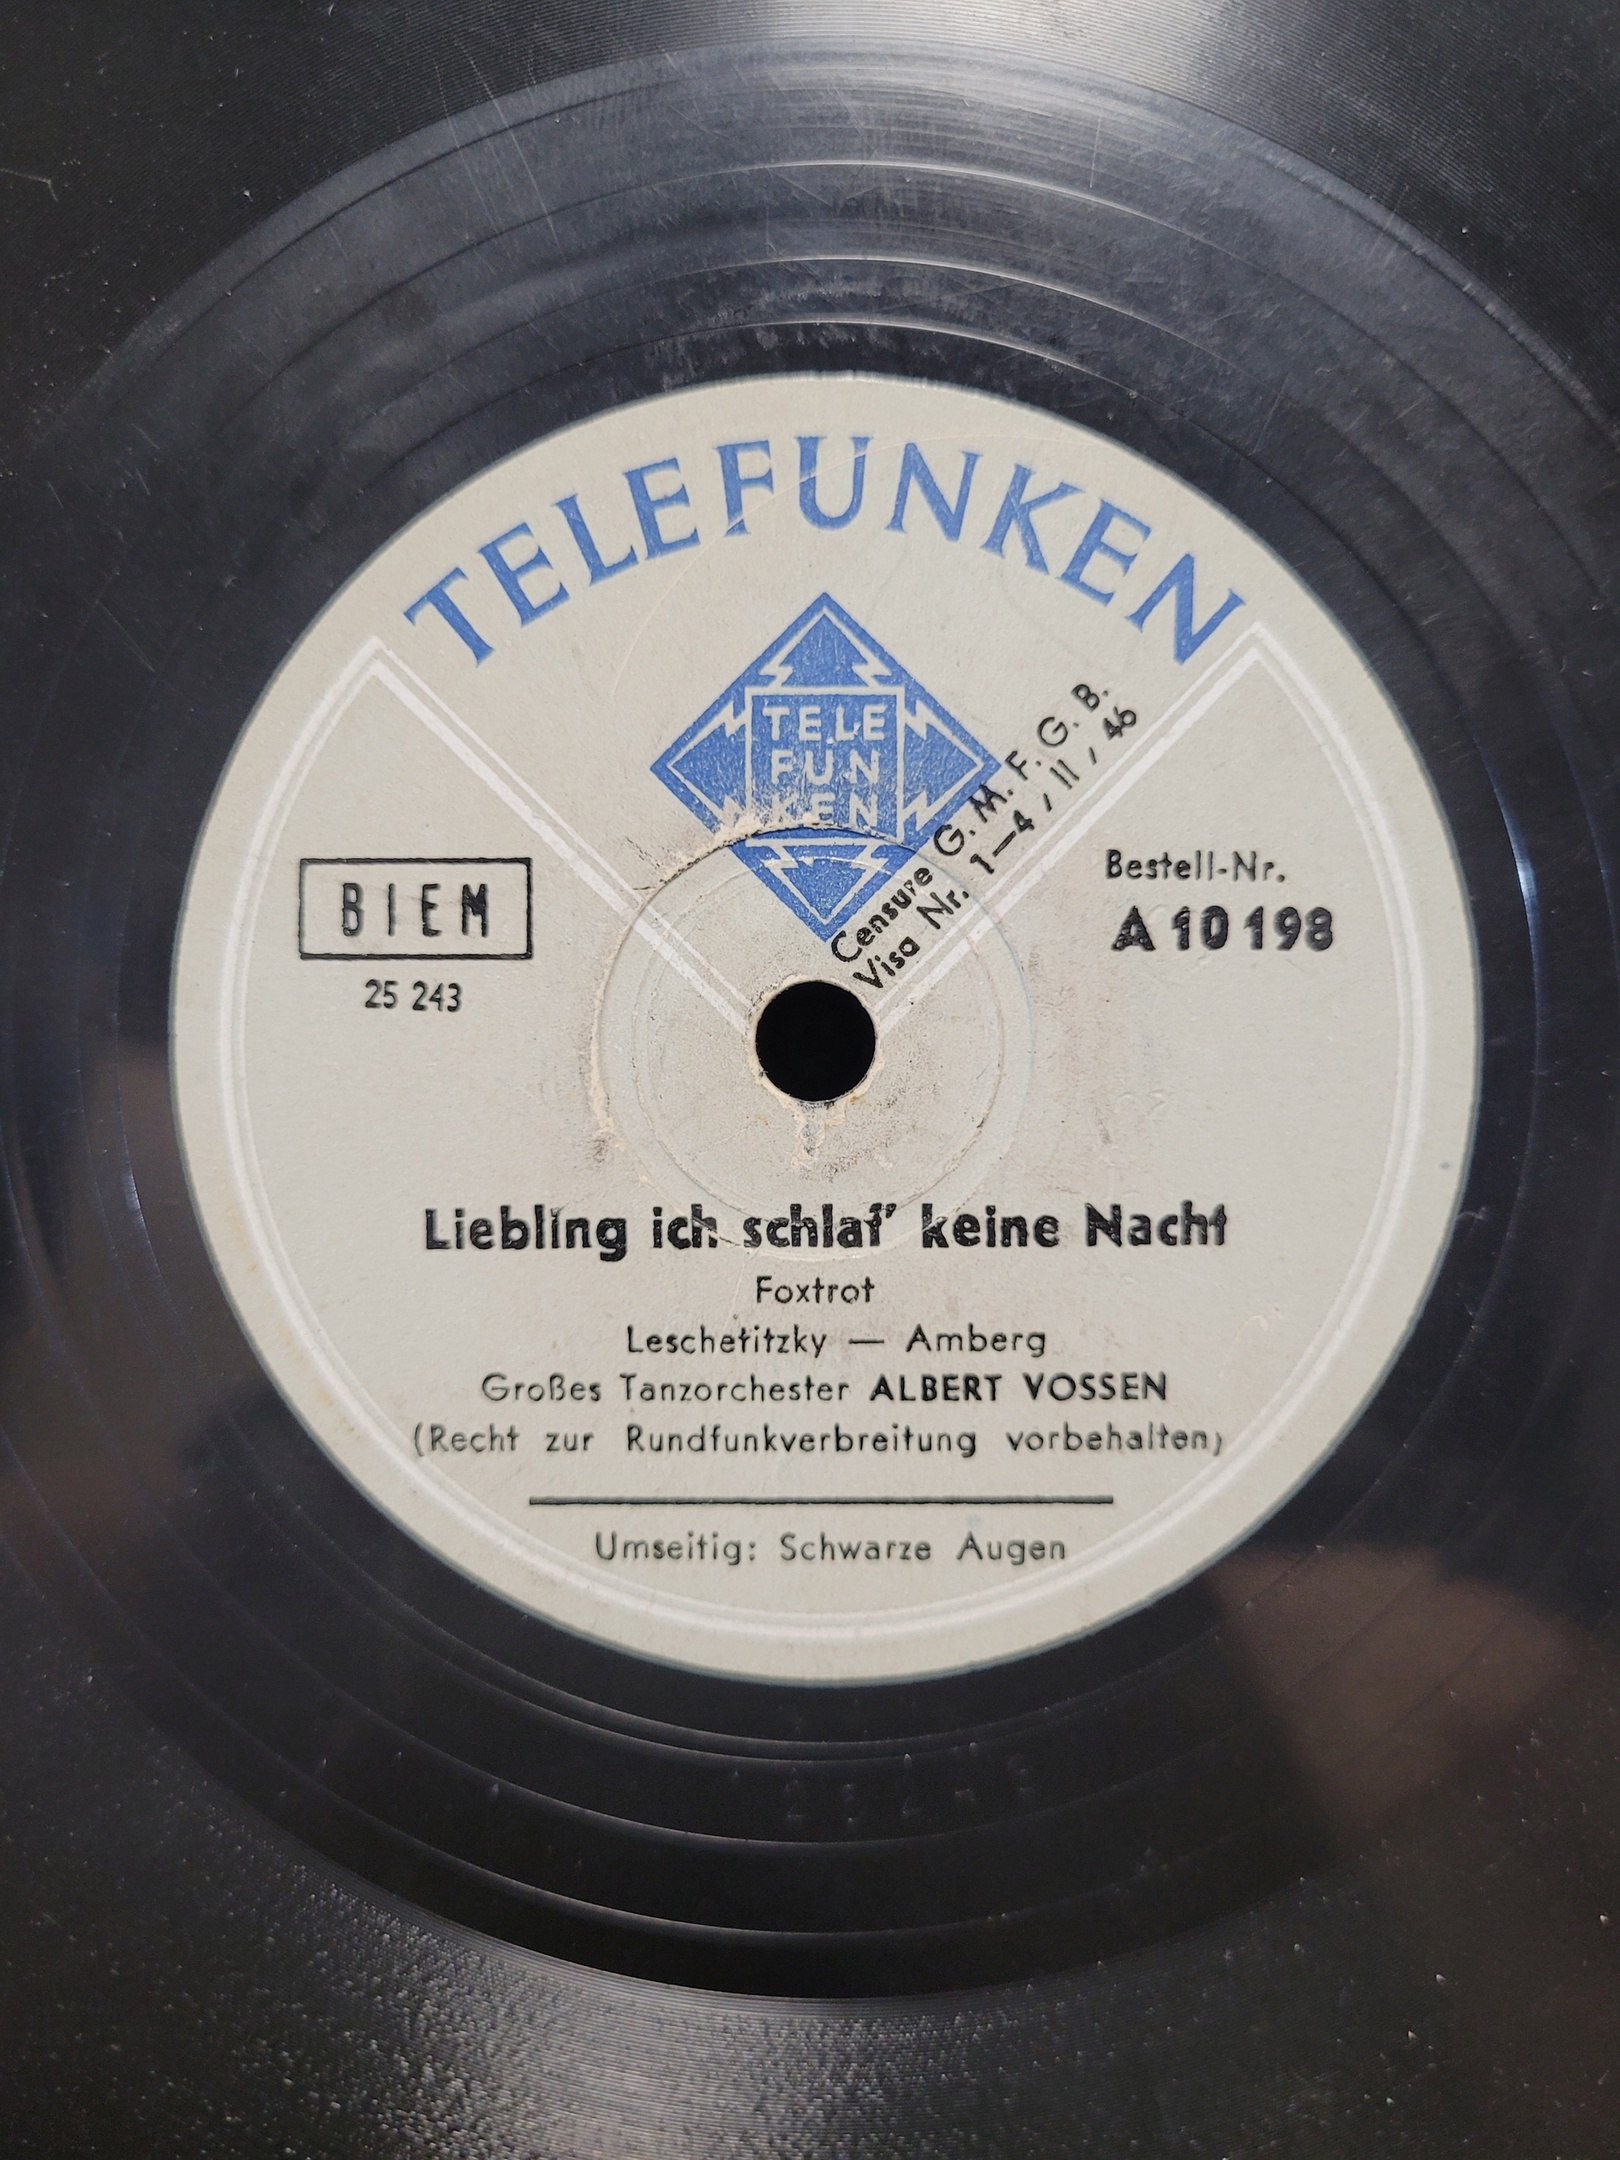 TELEFUNKEN
TELE
FUN
KEN
Censure G. M. F. G. B.
Visa Nr. 1—4 / II / 46
BIEM
25 243
Bestell-Nr.
A 10 198
Liebling ich schlaf' keine Nacht
Foxtrot
Leschetitzky — Amberg
Großes Tanzorchester ALBERT VOSSEN
(Recht zur Rundfunkverbreitung vorbehalten)
Umseitig: Schwarze Augen